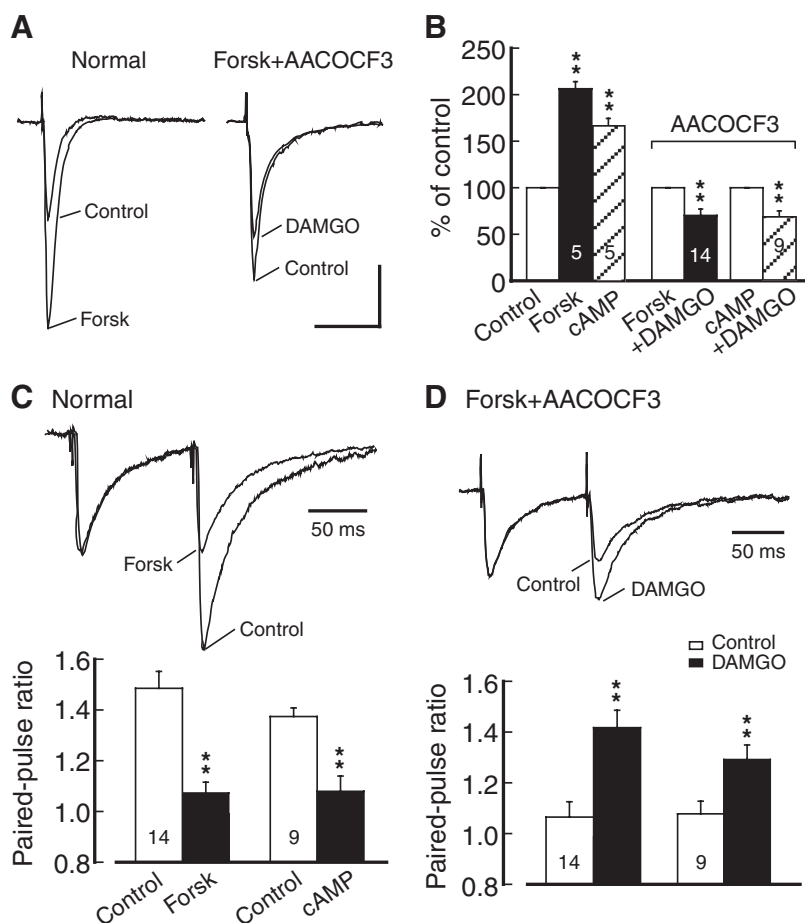 A
Normal
Forsk+AACOCF3
Control
Forsk
DAMGO
Control
B
% of control
250
200
150
100
50
0
**
**
AACOCF3
**
**
5
5
14
9
Control
Forsk
cAMP
Forsk
+DAMGO
cAMP
+DAMGO
C Normal
Forsk
Control
50 ms
Paired-pulse ratio
1.6
1.4
1.2
1.0
0.8
**
**
14
9
Control
Forsk
Control
cAMP
D Forsk+AACOCF3
Control
DAMGO
50 ms
Control
DAMGO
Paired-pulse ratio
1.6
1.4
1.2
1.0
0.8
**
**
14
9